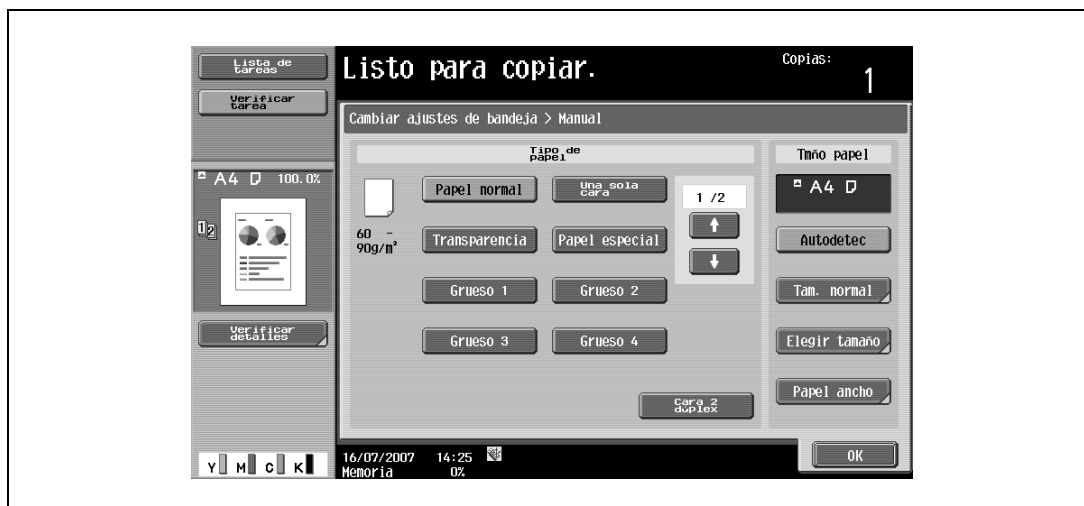 Lista de
tareas
Verificar
tarea
A4 100.0%
1 2
Verificar
detalles
Y M C K
Listo para copiar.
Copias:
1
Cambiar ajustes de bandeja > Manual
Tipo de
papel
60 -
90g/m²
Papel normal
Una sola
cara
Transparencia
Papel especial
Grueso 1
Grueso 2
Grueso 3
Grueso 4
1 /2
Cara 2
dúplex
Tmño papel
A4
Autodetec
Tam. normal
Elegir tamaño
Papel ancho
16/07/2007 14:25
Memoria 0%
OK